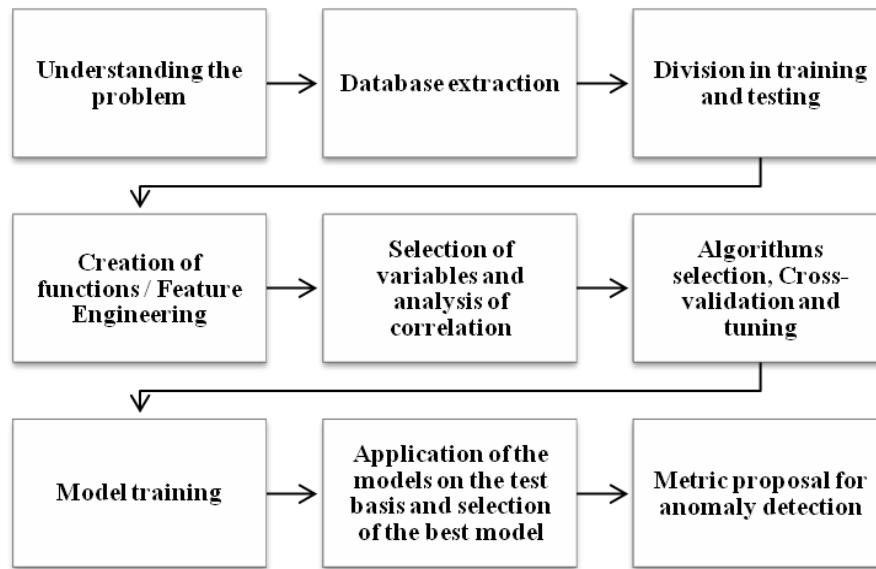 Understanding the
problem
Database extraction
Division in training
and testing
Creation of
functions / Feature
Engineering
Selection of
variables and
analysis of
correlation
Algorithms
selection, Cross-
validation and
tuning
Model training
Application of the
models on the test
basis and selection
of the best model
Metric proposal for
anomaly detection